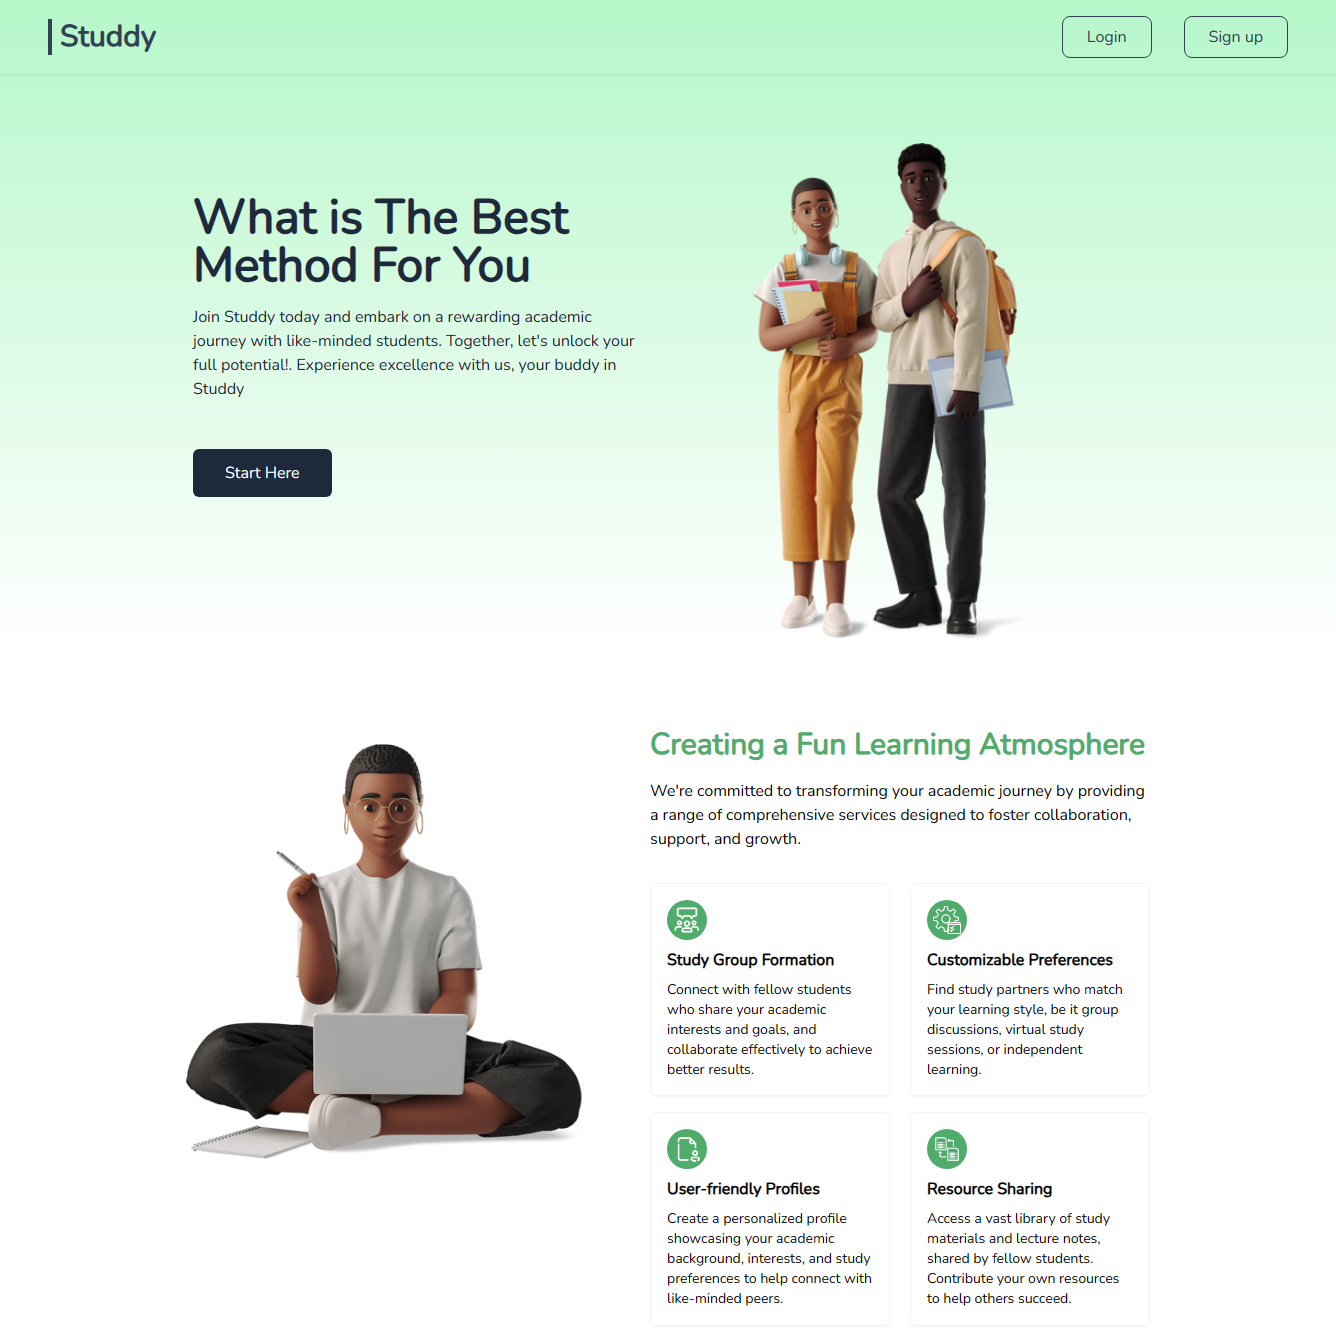 Studdy
Login
Sign up
What is The Best
Method For You
Join Studdy today and embark on a rewarding academic
journey with like-minded students. Together, let's unlock your
full potential!. Experience excellence with us, your buddy in
Studdy
Start Here
Creating a Fun Learning Atmosphere
We're committed to transforming your academic journey by providing
a range of comprehensive services designed to foster collaboration,
support, and growth.
Study Group Formation
Connect with fellow students
who share your academic
interests and goals, and
collaborate effectively to achieve
better results.
Customizable Preferences
Find study partners who match
your learning style, be it group
discussions, virtual study
sessions, or independent
learning.
User-friendly Profiles
Create a personalized profile
showcasing your academic
background, interests, and study
preferences to help connect with
like-minded peers.
Resource Sharing
Access a vast library of study
materials and lecture notes,
shared by fellow students.
Contribute your own resources
to help others succeed.